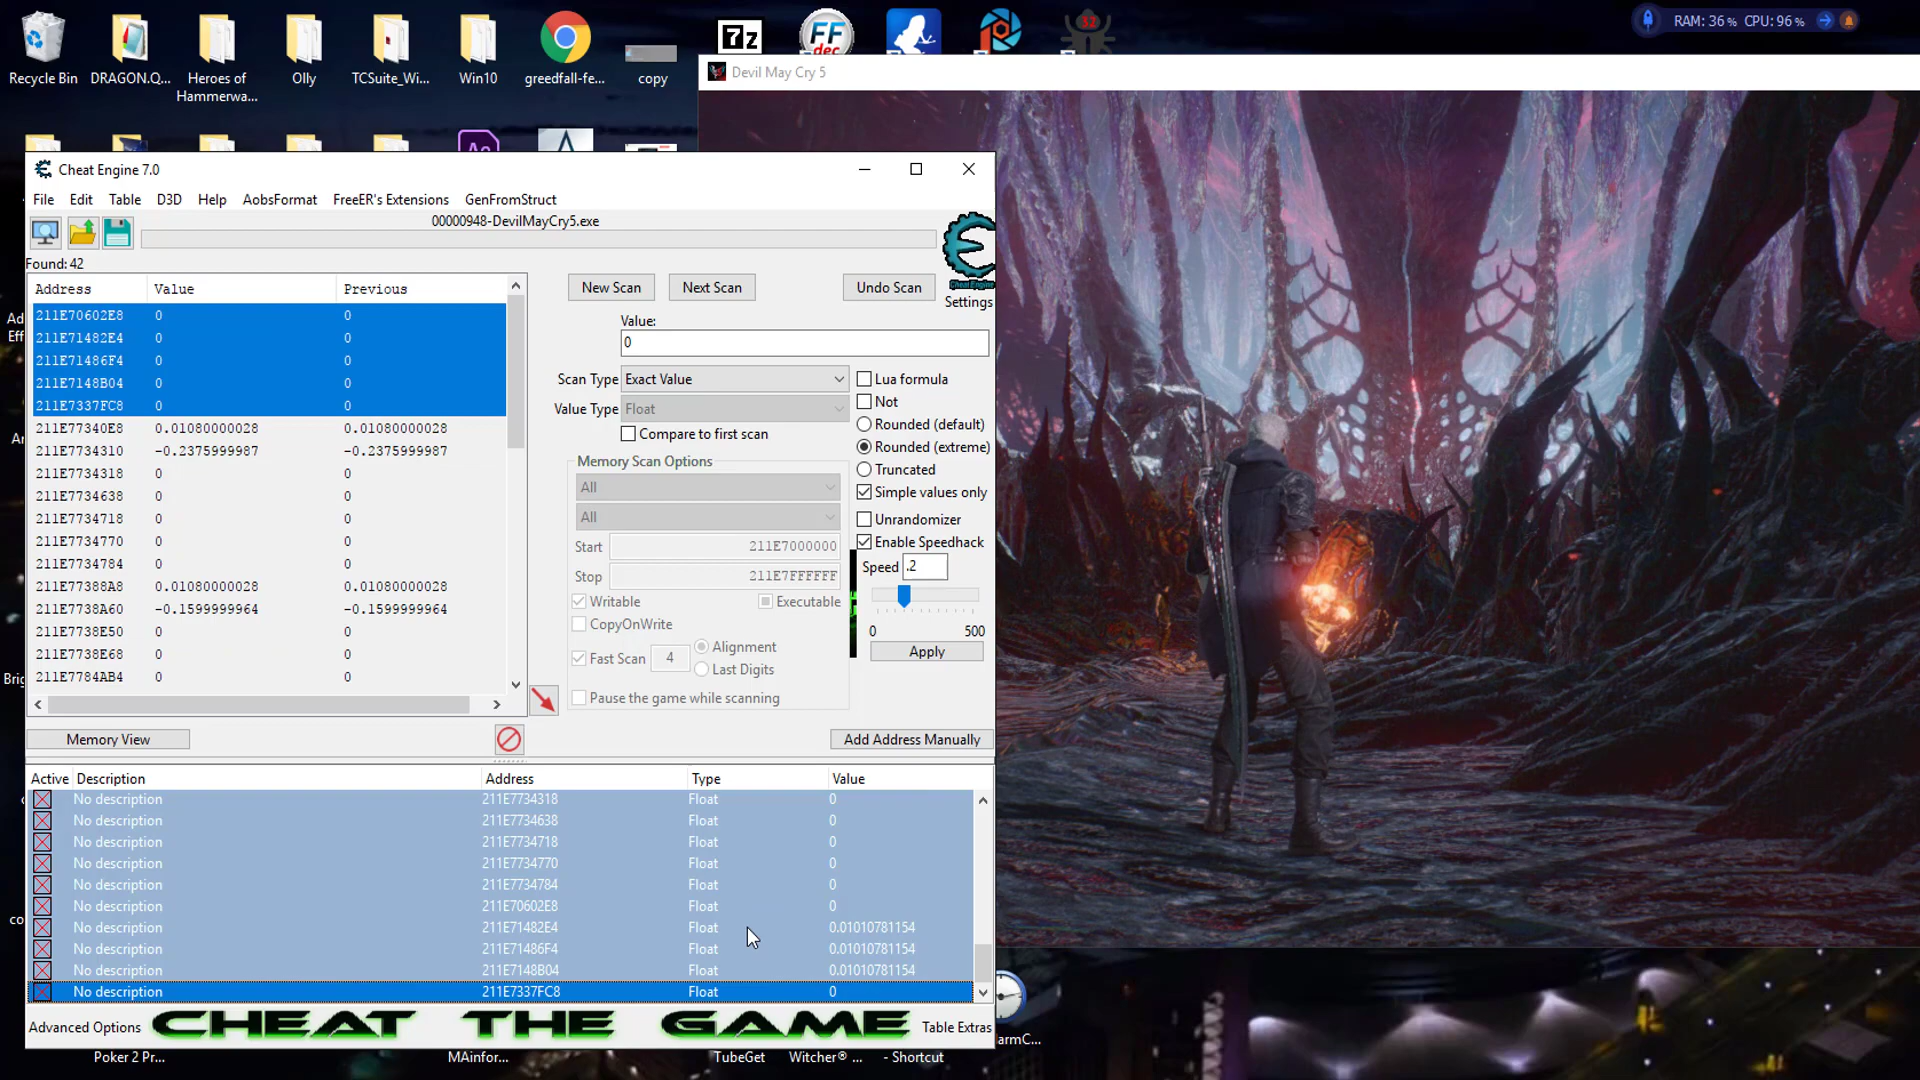 RAM: 36 % CPU: 96 %
7z
FF
dec
52
Recycle Bin
DRAGON.Q...
Heroes of
Hammerwa...
Olly
TCSuite_Wi...
Win10
greedfall-fe...
copy
Devil May Cry 5
Cheat Engine 7.0
File Edit Table D3D Help AobsFormat FreeER's Extensions GenFromStruct
00000948-DevilMayCry5.exe
Found: 42
Cheat Engine
Settings
Address Value Previous
211E70602E8 0 0
211E71482E4 0 0
211E71486F4 0 0
211E7148B04 0 0
211E7337FC8 0 0
211E77340E8 0.01080000028 0.01080000028
211E7734310 -0.2375999987 -0.2375999987
211E7734318 0 0
211E7734638 0 0
211E7734718 0 0
211E7734770 0 0
211E7734784 0 0
211E77388A8 0.01080000028 0.01080000028
211E7738A60 -0.1599999964 -0.1599999964
211E7738E50 0 0
211E7738E68 0 0
211E7784AB4 0 0
New Scan Next Scan Undo Scan
Value:
0
Scan Type Exact Value
Value Type Float
Compare to first scan
Lua formula
Not
Rounded (default)
Rounded (extreme)
Truncated
Simple values only
Unrandomizer
Enable Speedhack
Speed .2
0 500
Apply
Memory Scan Options
All
All
Start 211E7000000
Stop 211E7FFFFFF
Writable Executable
CopyOnWrite
Fast Scan 4 Alignment
Last Digits
Pause the game while scanning
Memory View Add Address Manually
Active Description Address Type Value
No description 211E7734318 Float 0
No description 211E7734638 Float 0
No description 211E7734718 Float 0
No description 211E7734770 Float 0
No description 211E7734784 Float 0
No description 211E70602E8 Float 0
No description 211E71482E4 Float 0.01010781154
No description 211E71486F4 Float 0.01010781154
No description 211E7148B04 Float 0.01010781154
No description 211E7337FC8 Float 0
Advanced Options CHEAT THE GAME Table Extras
Poker 2 Pr...
MAinfor...
TubeGet
Witcher® ...
- Shortcut